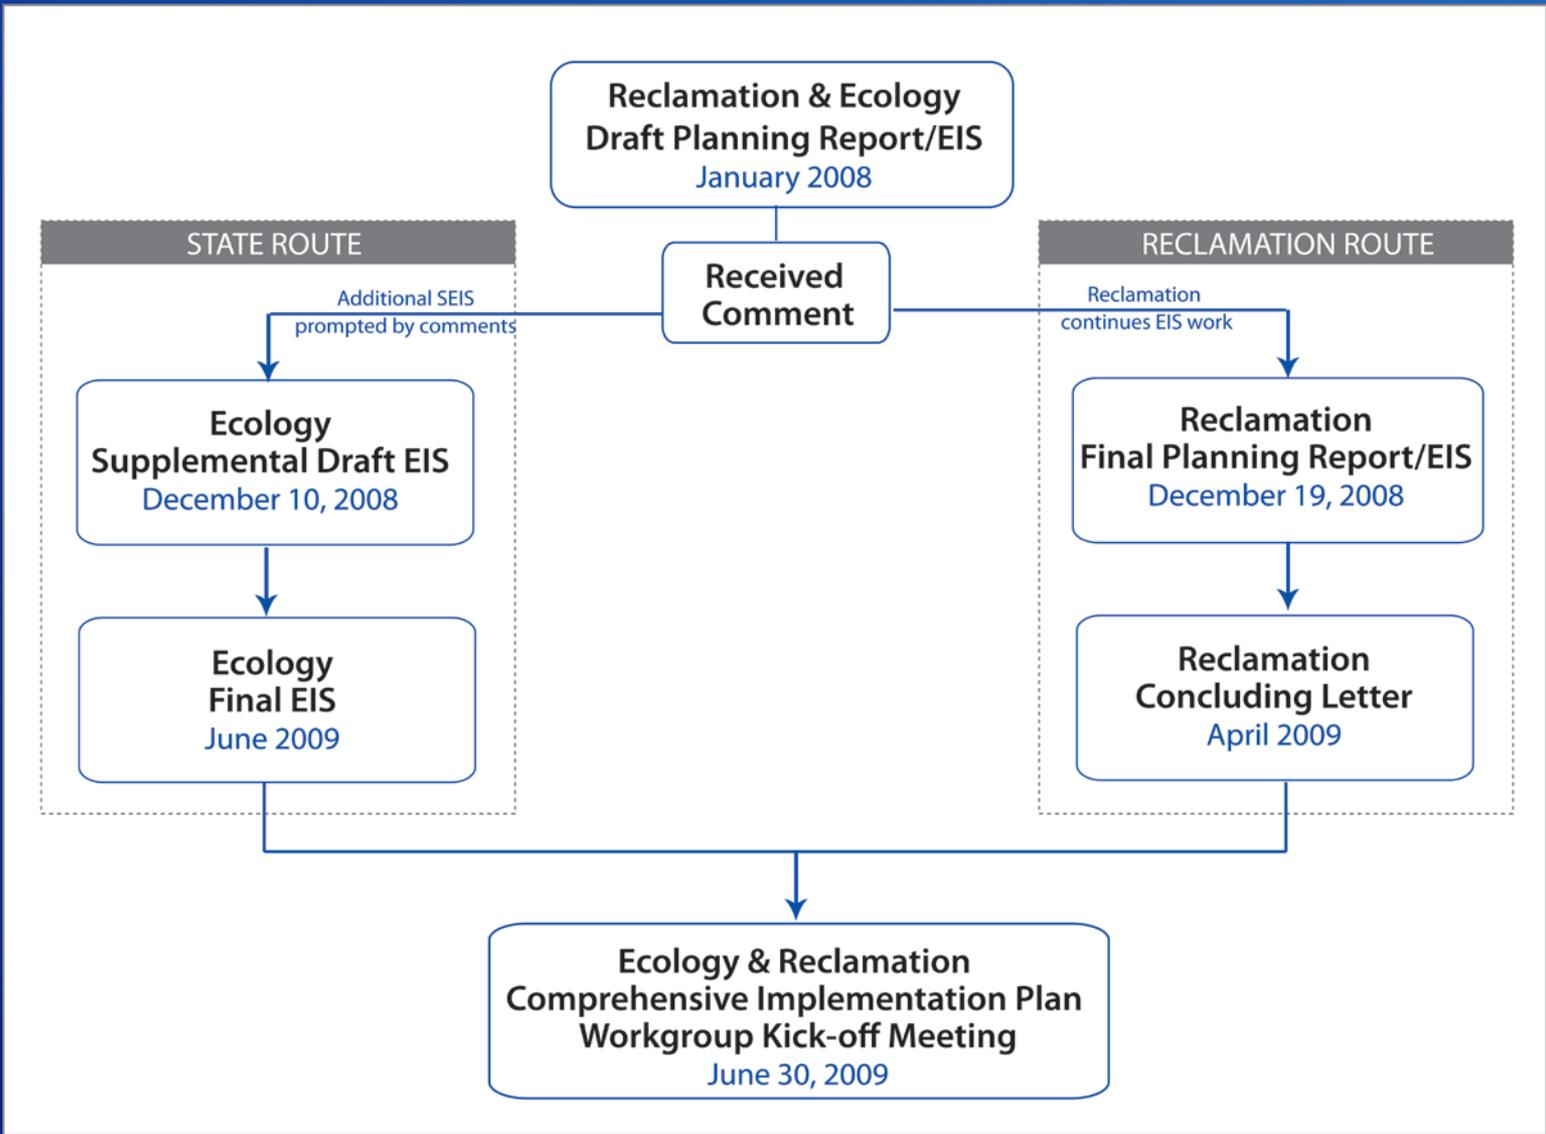 Reclamation & Ecology
Draft Planning Report/EIS
January 2008
Received
Comment
STATE ROUTE
Additional SEIS
prompted by comments
Ecology
Supplemental Draft EIS
December 10, 2008
Ecology
Final EIS
June 2009
RECLAMATION ROUTE
Reclamation
continues EIS work
Reclamation
Final Planning Report/EIS
December 19, 2008
Reclamation
Concluding Letter
April 2009
Ecology & Reclamation
Comprehensive Implementation Plan
Workgroup Kick-off Meeting
June 30, 2009